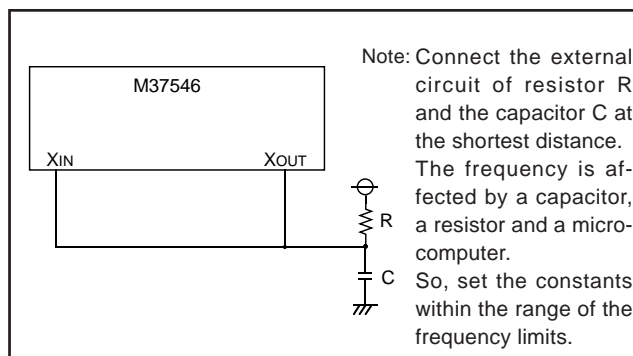 M37546
XIN
XOUT
R
C
Note: Connect the external
circuit of resistor R
and the capacitor C at
the shortest distance.
The frequency is af-
fected by a capacitor,
a resistor and a micro-
computer.
So, set the constants
within the range of the
frequency limits.